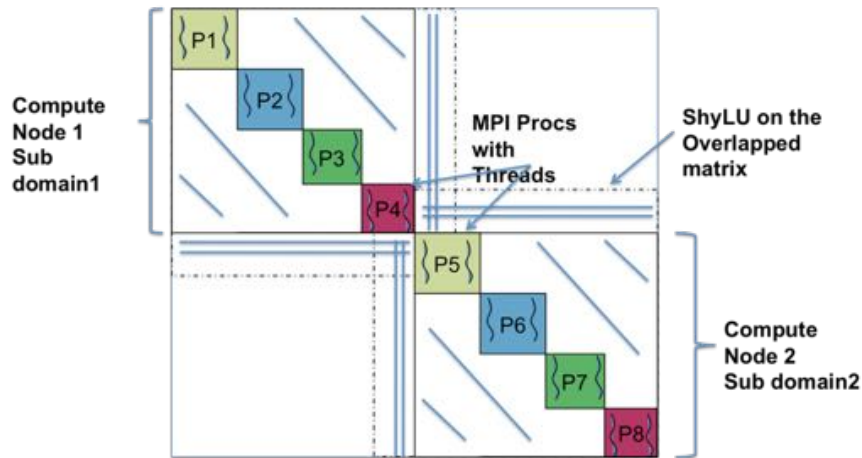 P1
P2
P3
P4
Compute
Node 1
Sub
domain1
MPI Procs
with
Threads
ShyLU on the
Overlapped
matrix
P5
P6
P7
P8
Compute
Node 2
Sub domain2